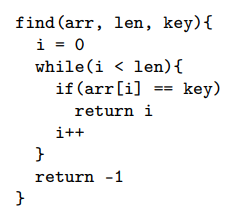 find(arr, len, key){
  i = 0
  while(i < len){
    if(arr[i] == key)
      return i
    i++
  }
  return -1
}